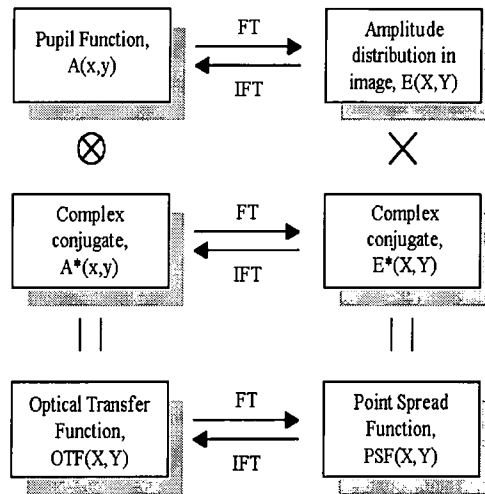 Pupil Function,
A(x,y)
FT
IFT
Amplitude
distribution in
image, E(X,Y)
Complex
conjugate,
A*(x,y)
FT
IFT
Complex
conjugate,
E*(X,Y)
Optical Transfer
Function,
OTF(X,Y)
FT
IFT
Point Spread
Function,
PSF(X,Y)